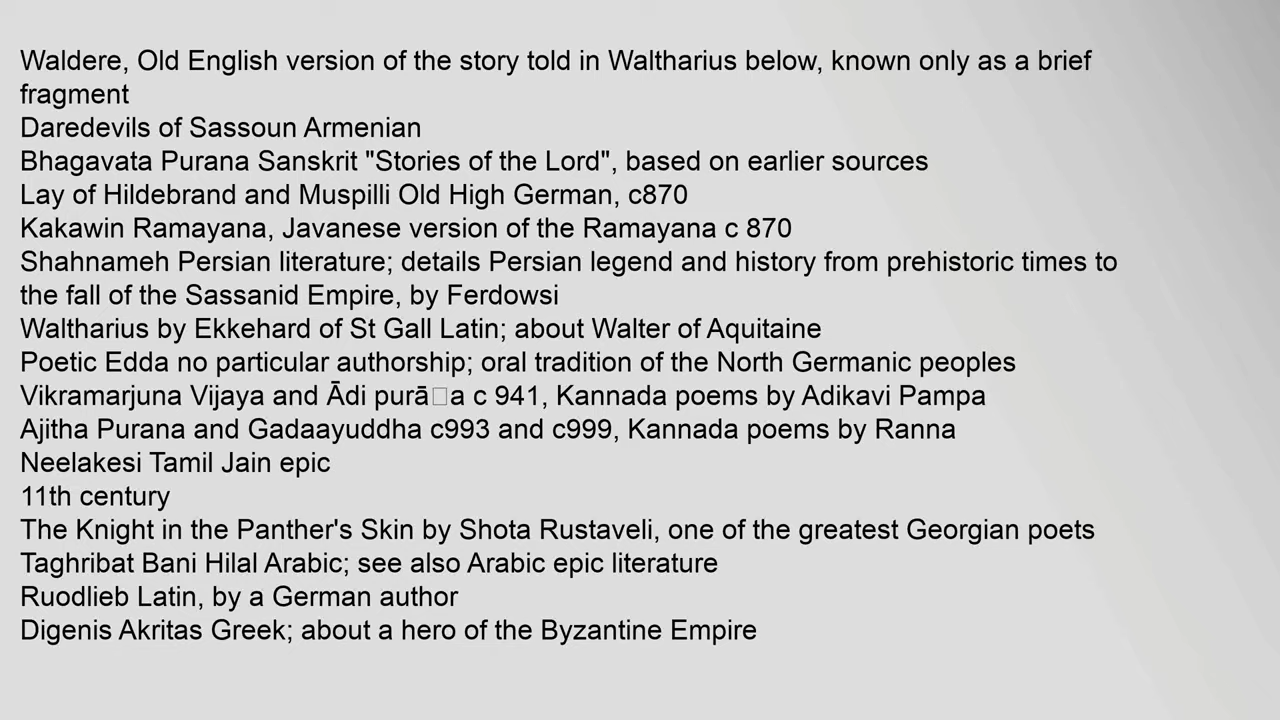 Waldere, Old English version of the story told in Waltharius below, known only as a brief
fragment
Daredevils of Sassoun Armenian
Bhagavata Purana Sanskrit "Stories of the Lord", based on earlier sources
Lay of Hildebrand and Muspilli Old High German, c870
Kakawin Ramayana, Javanese version of the Ramayana c 870
Shahnameh Persian literature; details Persian legend and history from prehistoric times to
the fall of the Sassanid Empire, by Ferdowsi
Waltharius by Ekkehard of St Gall Latin; about Walter of Aquitaine
Poetic Edda no particular authorship; oral tradition of the North Germanic peoples
Vikramarjuna Vijaya and Ādi purā□a c 941, Kannada poems by Adikavi Pampa
Ajitha Purana and Gadaayuddha c993 and c999, Kannada poems by Ranna
Neelakesi Tamil Jain epic
11th century
The Knight in the Panther's Skin by Shota Rustaveli, one of the greatest Georgian poets
Taghribat Bani Hilal Arabic; see also Arabic epic literature
Ruodlieb Latin, by a German author
Digenis Akritas Greek; about a hero of the Byzantine Empire